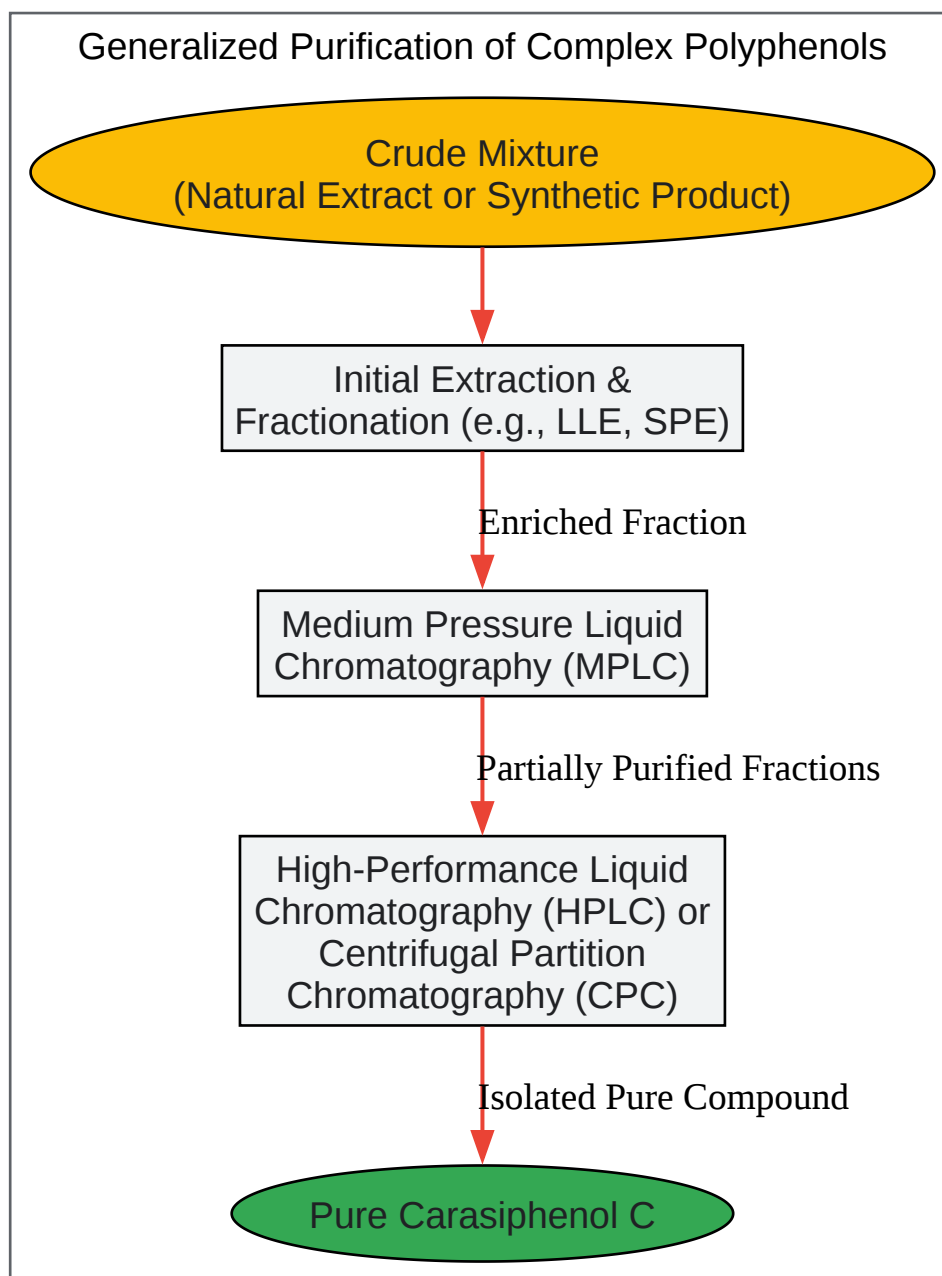 Generalized Purification of Complex Polyphenols
Crude Mixture
(Natural Extract or Synthetic Product)
Initial Extraction &
Fractionation (e.g., LLE, SPE)
Enriched Fraction
Medium Pressure Liquid
Chromatography (MPLC)
Partially Purified Fractions
High-Performance Liquid
Chromatography (HPLC) or
Centrifugal Partition
Chromatography (CPC)
Isolated Pure Compound
Pure Carasiphenol C